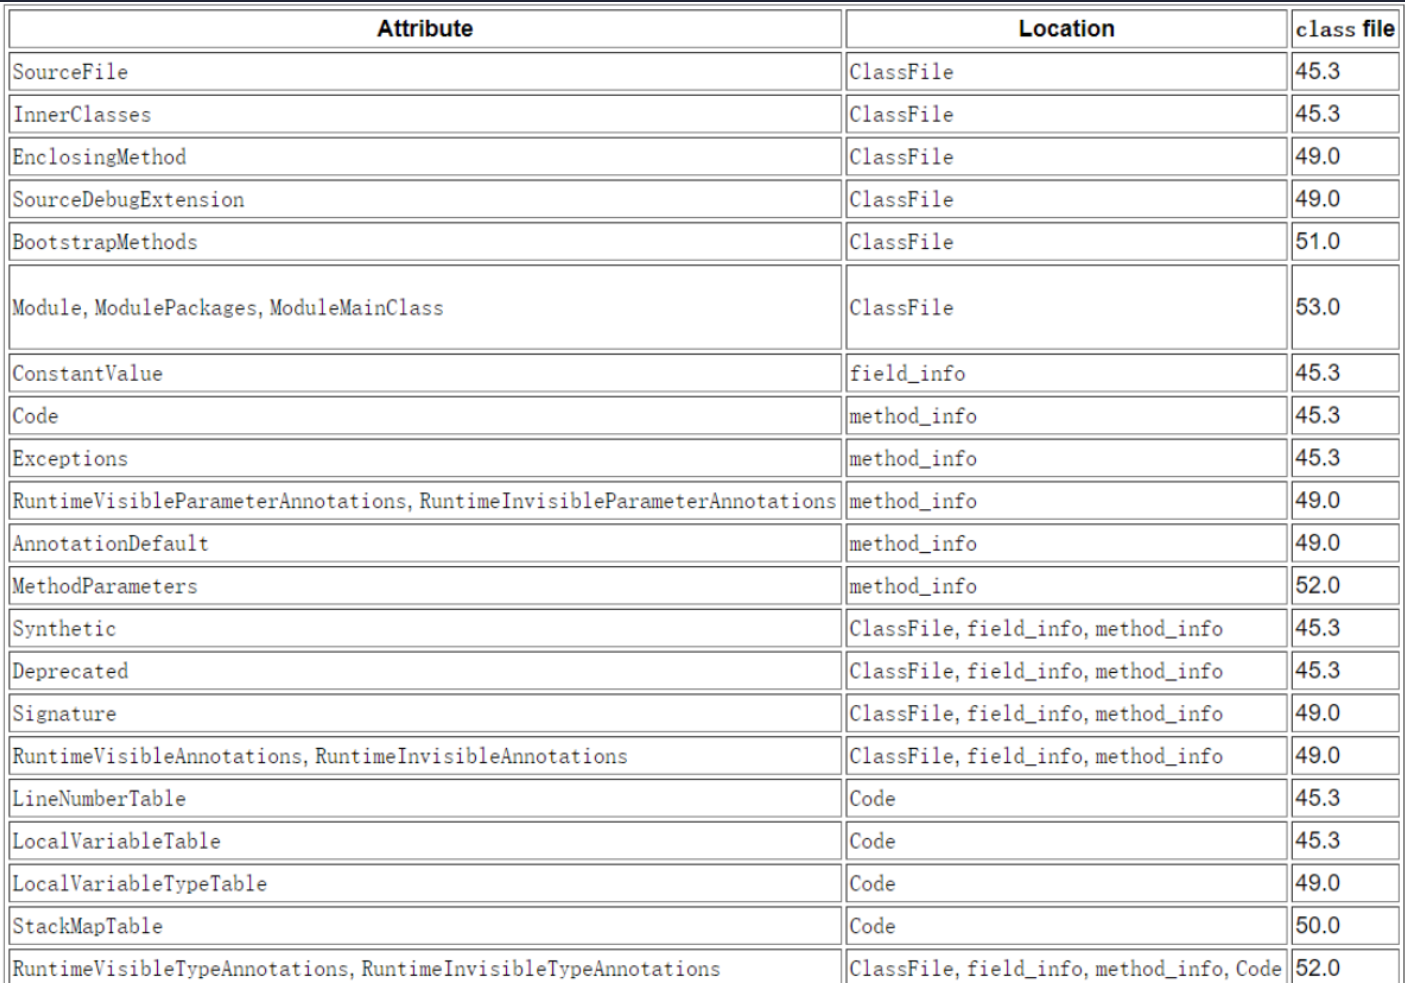 Attribute Location class file
SourceFile ClassFile 45.3
InnerClasses ClassFile 45.3
EnclosingMethod ClassFile 49.0
SourceDebugExtension ClassFile 49.0
BootstrapMethods ClassFile 51.0
Module, ModulePackages, ModuleMainClass ClassFile 53.0
ConstantValue field_info 45.3
Code method_info 45.3
Exceptions method_info 45.3
RuntimeVisibleParameterAnnotations, RuntimeInvisibleParameterAnnotations method_info 49.0
AnnotationDefault method_info 49.0
MethodParameters method_info 52.0
Synthetic ClassFile, field_info, method_info 45.3
Deprecated ClassFile, field_info, method_info 45.3
Signature ClassFile, field_info, method_info 49.0
RuntimeVisibleAnnotations, RuntimeInvisibleAnnotations ClassFile, field_info, method_info 49.0
LineNumberTable Code 45.3
LocalVariableTable Code 45.3
LocalVariableTypeTable Code 49.0
StackMapTable Code 50.0
RuntimeVisibleTypeAnnotations, RuntimeInvisibleTypeAnnotations ClassFile, field_info, method_info, Code 52.0